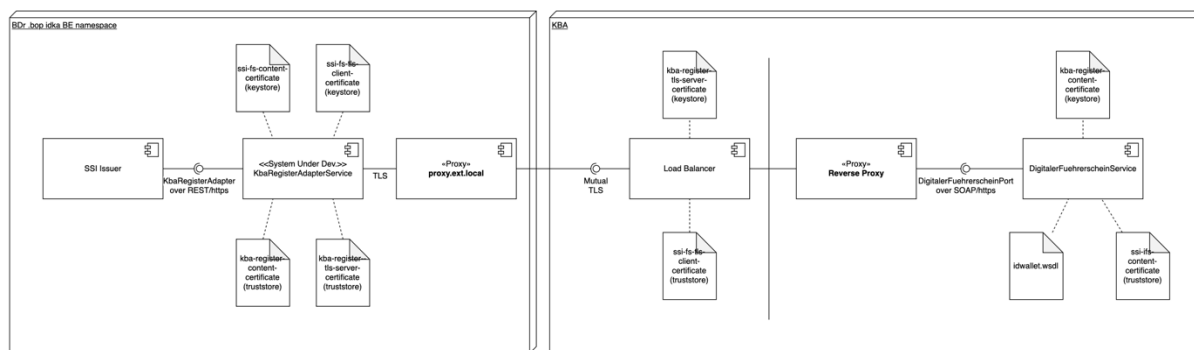 BDr .bop idka BE namespace
KBA
ssi-fs-content-
certificate
(keystore)
ssi-fs-tls-
client-
certificate
(keystore)
kba-register-
tls-server-
certificate
(keystore)
kba-register-
content-
certificate
(keystore)
SSI Issuer
KbaRegisterAdapter
over REST/https
<<System Under Dev.>>
KbaRegisterAdapterService
TLS
«Proxy»
proxy.ext.local
Mutual
TLS
Load Balancer
«Proxy»
Reverse Proxy
DigitalerFuehrerscheinPort
over SOAP/https
DigitalerFuehrerscheinService
kba-register-
content-
certificate
(truststore)
kba-register--
tls-server-
certificate
(truststore)
ssi-fs-tls-
client-
certificate
(truststore)
idwallet.wsdl
ssi-ifs-
content-
certificate
(truststore)